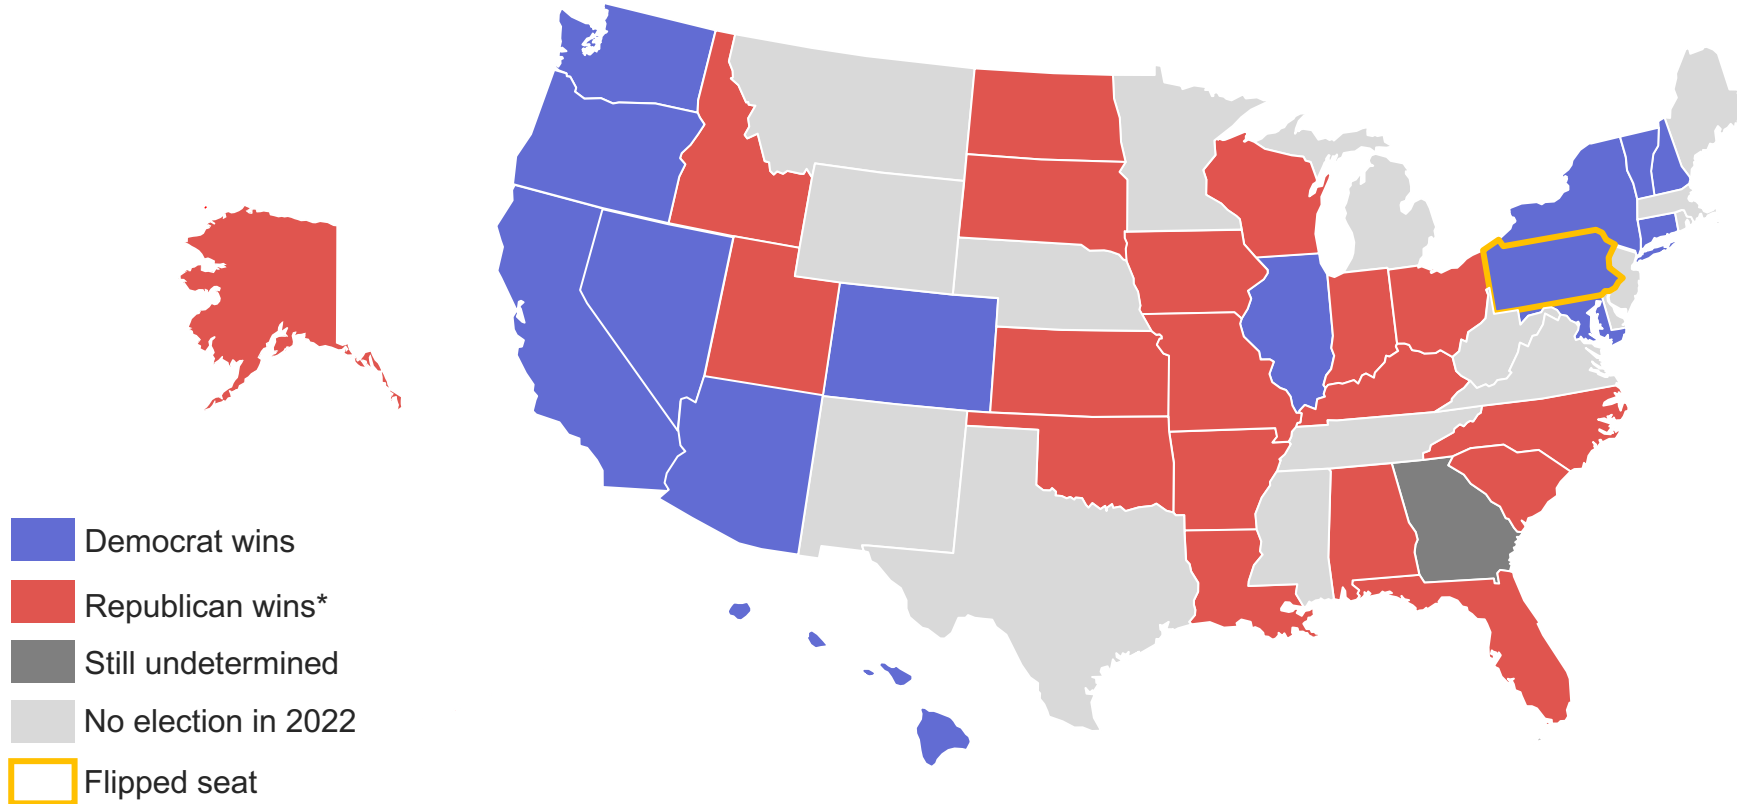 Democrat wins
Republican wins*
Still undetermined
No election in 2022
Flipped seat